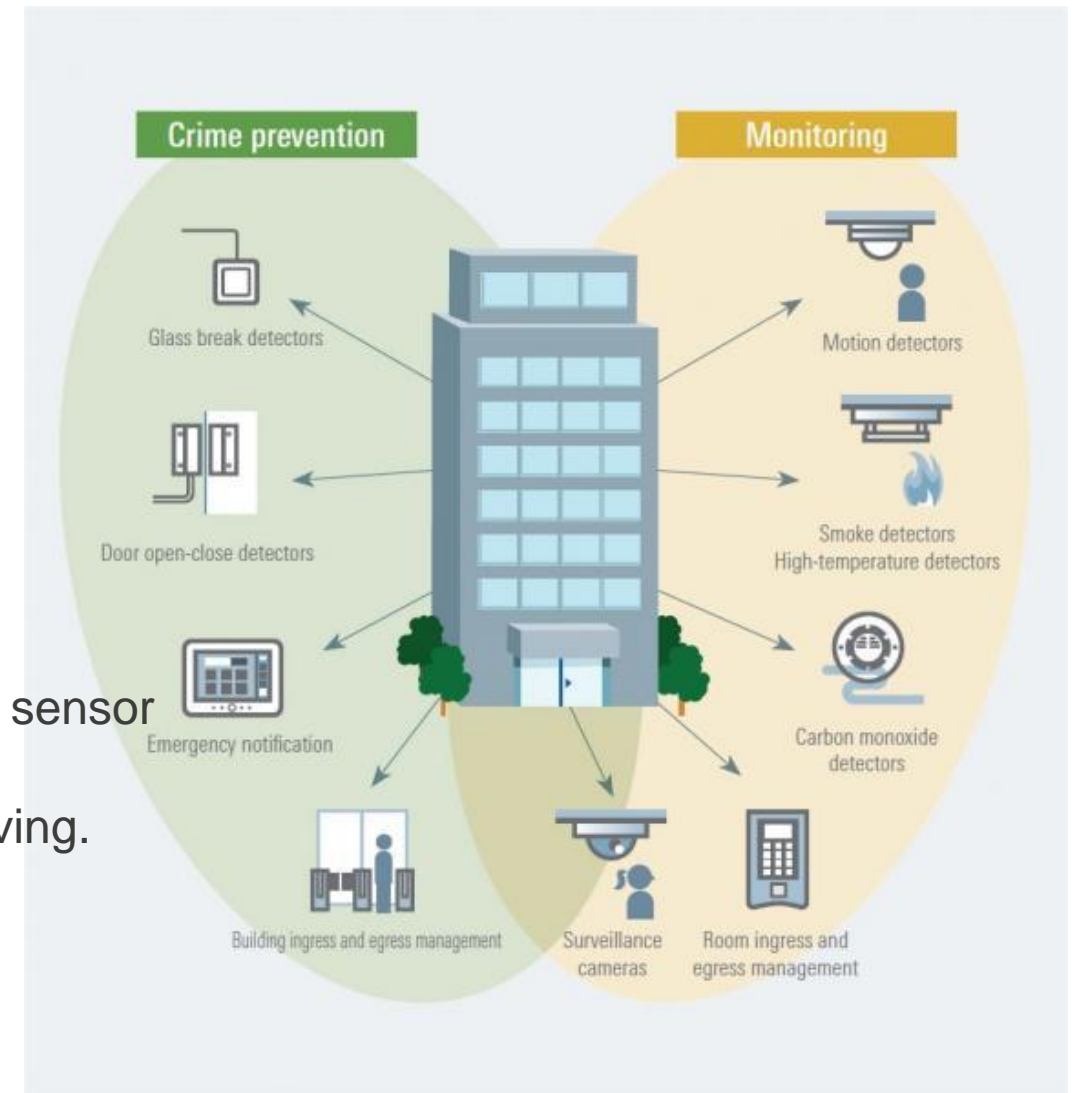 Crime prevention
Monitoring
Glass break detectors
Motion detectors
Door open-close detectors
Smoke detectors
High-temperature detectors
sensor
Emergency notification
Carbon monoxide
detectors
ving.
Building ingress and egress management
Surveillance
cameras
Room ingress and
egress management